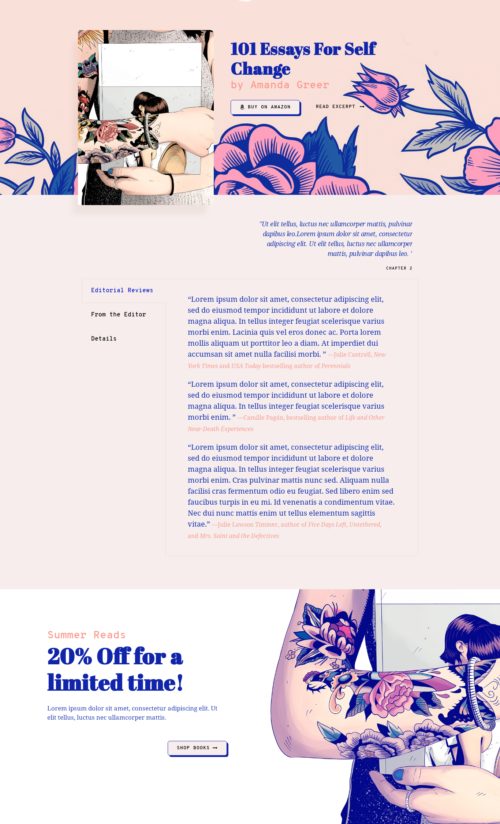 101 Essays For Self
Change
by Amanda Greer
BUY ON AMAZON
READ EXCERPT →
"Ut elit tellus, luctus nec ullamcorper mattis, pulvinar
dapibus leo.Lorem ipsum dolor sit amet, consectetur
adipiscing elit. Ut elit tellus, luctus nec ullamcorper
mattis, pulvinar dapibus leo. "
CHAPTER 2
Editorial Reviews
From the Editor
Details
“Lorem ipsum dolor sit amet, consectetur adipiscing elit,
sed do eiusmod tempor incididunt ut labore et dolore
magna aliqua. In tellus integer feugiat scelerisque varius
morbi enim. Lacinia quis vel eros donec ac. Porta lorem
mollis aliquam ut porttitor leo a diam. At imperdiet dui
accumsan sit amet nulla facilisi morbi. ” —Julie Cantrell, New
York Times and USA Today bestselling author of Perennials
“Lorem ipsum dolor sit amet, consectetur adipiscing elit,
sed do eiusmod tempor incididunt ut labore et dolore
magna aliqua. In tellus integer feugiat scelerisque varius
morbi enim. ” —Camille Pagán, bestselling author of Life and Other
Near-Death Experiences
“Lorem ipsum dolor sit amet, consectetur adipiscing elit,
sed do eiusmod tempor incididunt ut labore et dolore
magna aliqua. In tellus integer feugiat scelerisque varius
morbi enim. Cras pulvinar mattis nunc sed. Aliquam nulla
facilisi cras fermentum odio eu feugiat. Sed libero enim sed
faucibus turpis in eu mi. Id venenatis a condimentum vitae.
Nec dui nunc mattis enim ut tellus elementum sagittis
vitae.” —Julie Lawson Timmer, author of Five Days Left, Untethered,
and Mrs. Saint and the Defectives
Summer Reads
20% Off for a
limited time!
Lorem ipsum dolor sit amet, consectetur adipiscing elit. Ut
elit tellus, luctus nec ullamcorper mattis.
SHOP BOOKS →